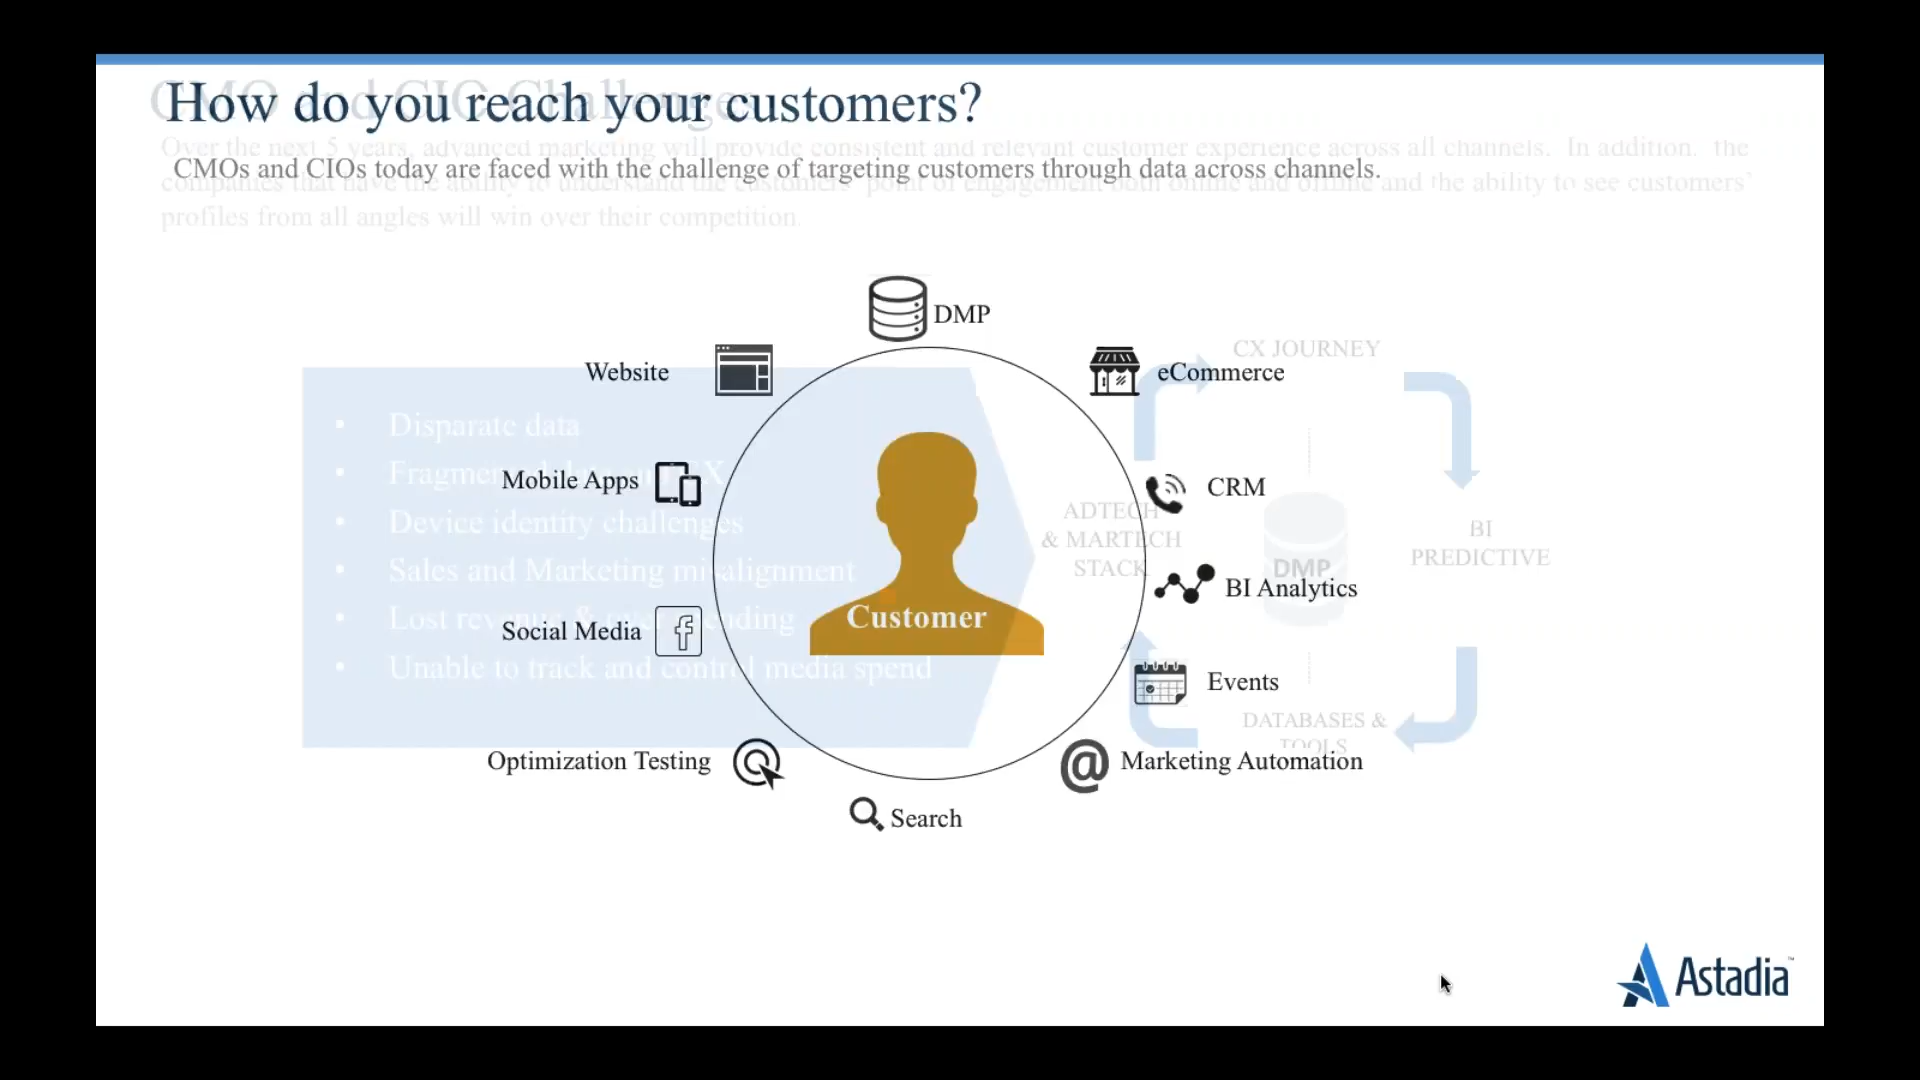 How do you reach your customers?
CMOs and CIOs today are faced with the challenge of targeting customers through data across channels.
CMO and CIO Challenges
Over the next 5 years, advanced marketing will provide consistent and relevant customer experience across all channels. In addition, the
companies that have the ability to understand the customers' point of engagement both online and offline and the ability to see customers'
profiles from all angles will win over their competition.
DMP
Website
eCommerce
Mobile Apps
CRM
BI Analytics
Social Media
Customer
Events
Optimization Testing
Marketing Automation
Search
• Disparate data
• Fragmented data
• Device identity challenges
• Sales and Marketing misalignment
• Lost revenue & spending
• Unable to track and control media spend
CX JOURNEY
ADTECH
& MARTECH
STACK
DMP
BI
PREDICTIVE
DATABASES &
TOOLS
Astadia™